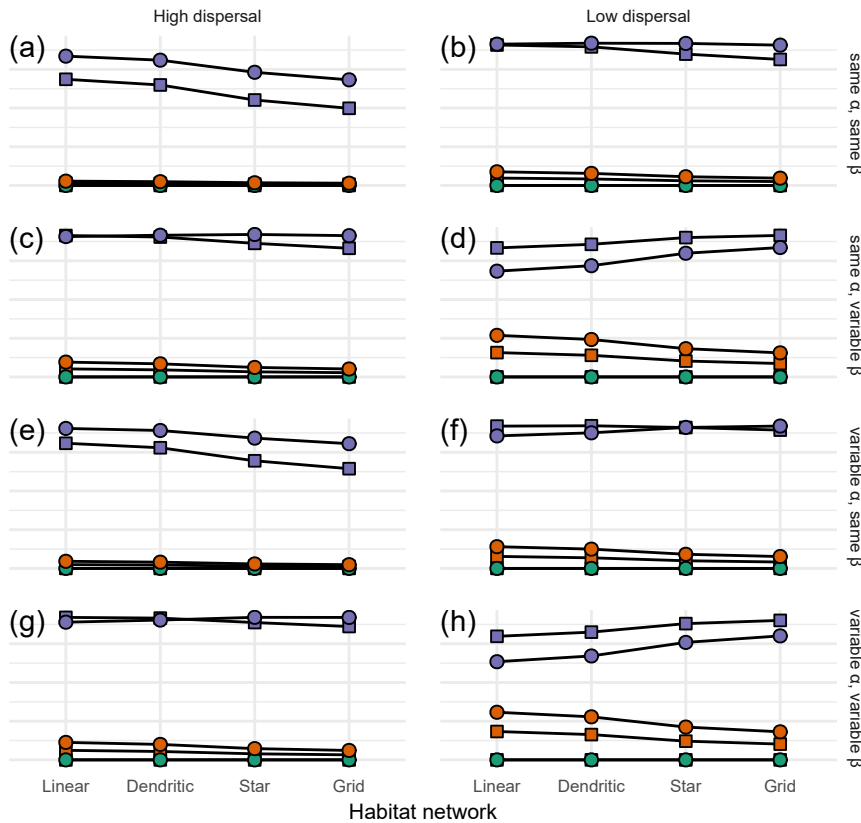 High dispersal
Low dispersal
(a)
(b)
same α, same β
(c)
(d)
same α, variable β
(e)
(f)
variable α, same β
(g)
(h)
variable α, variable β
Linear Dendritic Star Grid
Linear Dendritic Star Grid
Habitat network